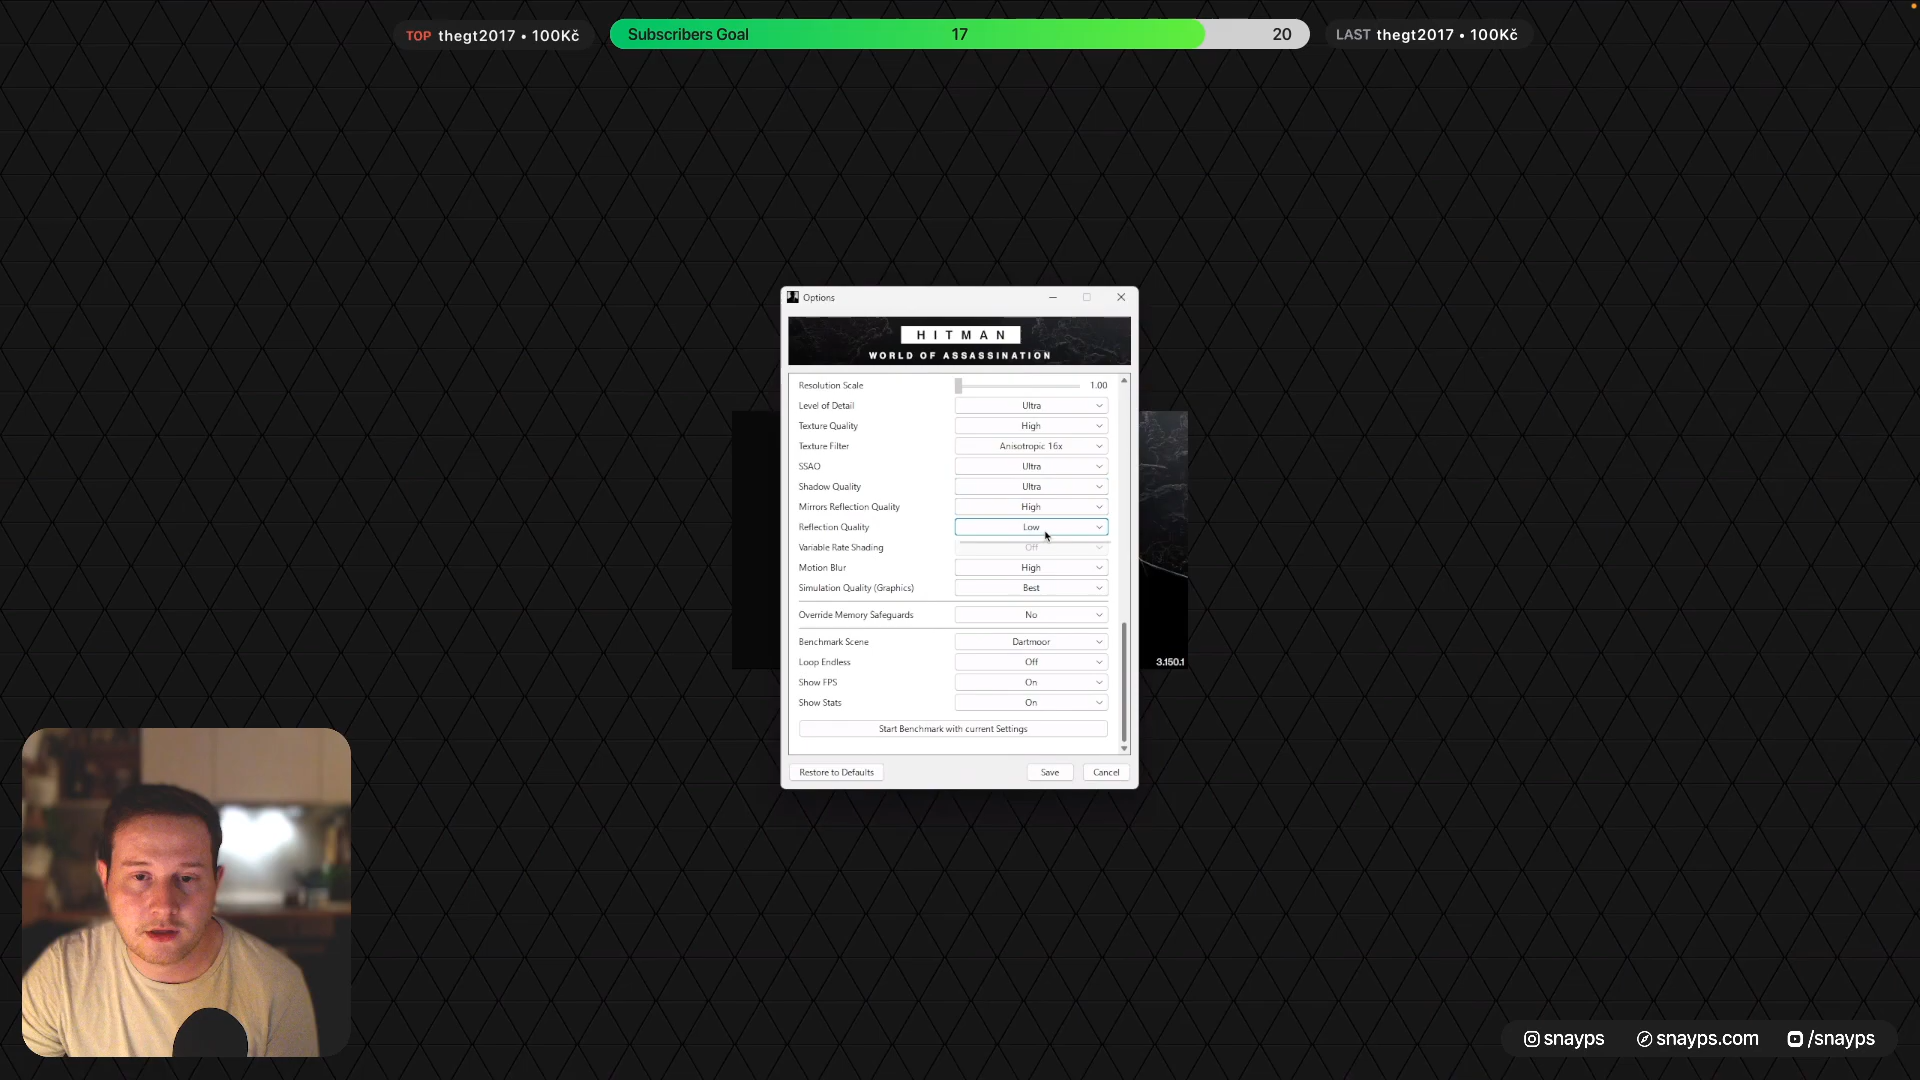 TOP thegt2017 • 100Kč
Subscribers Goal 17 20
LAST thegt2017 • 100Kč
Options
HITMAN
WORLD OF ASSASSINATION
Resolution Scale 1.00
Level of Detail Ultra
Texture Quality High
Texture Filter Anisotropic 16x
SSAO Ultra
Shadow Quality Ultra
Mirrors Reflection Quality High
Reflection Quality Low
Variable Rate Shading Off
Motion Blur High
Simulation Quality (Graphics) Best
Override Memory Safeguards No
Benchmark Scene Dartmoor
Loop Endless Off
Show FPS On
Show Stats On
Start Benchmark with current Settings
Restore to Defaults Save Cancel
3.150.1
snayps snayps.com /snayps